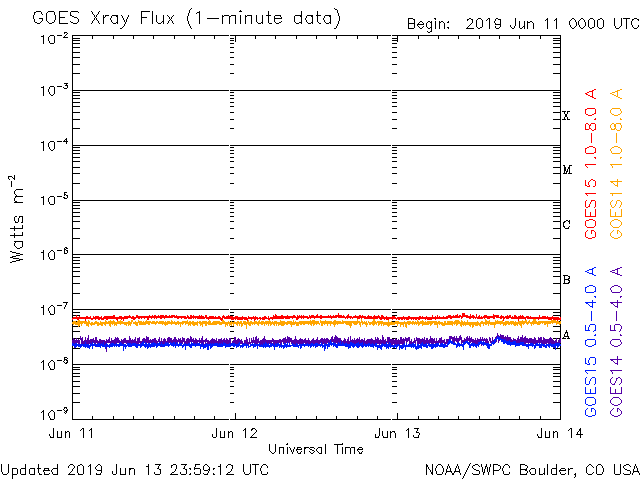 GOES Xray Flux (1-minute data)
Begin: 2019 Jun 11 0000 UTC
10⁻²
10⁻³
10⁻⁴
10⁻⁵
10⁻⁶
10⁻⁷
10⁻⁸
10⁻⁹
Watts m⁻²
X
M
C
B
A
GOES15 1.0-8.0 A
GOES14 1.0-8.0 A
GOES15 0.5-4.0 A
GOES14 0.5-4.0 A
Jun 11 Jun 12 Jun 13 Jun 14
Universal Time
Updated 2019 Jun 13 23:59:12 UTC
NOAA/SWPC Boulder, CO USA